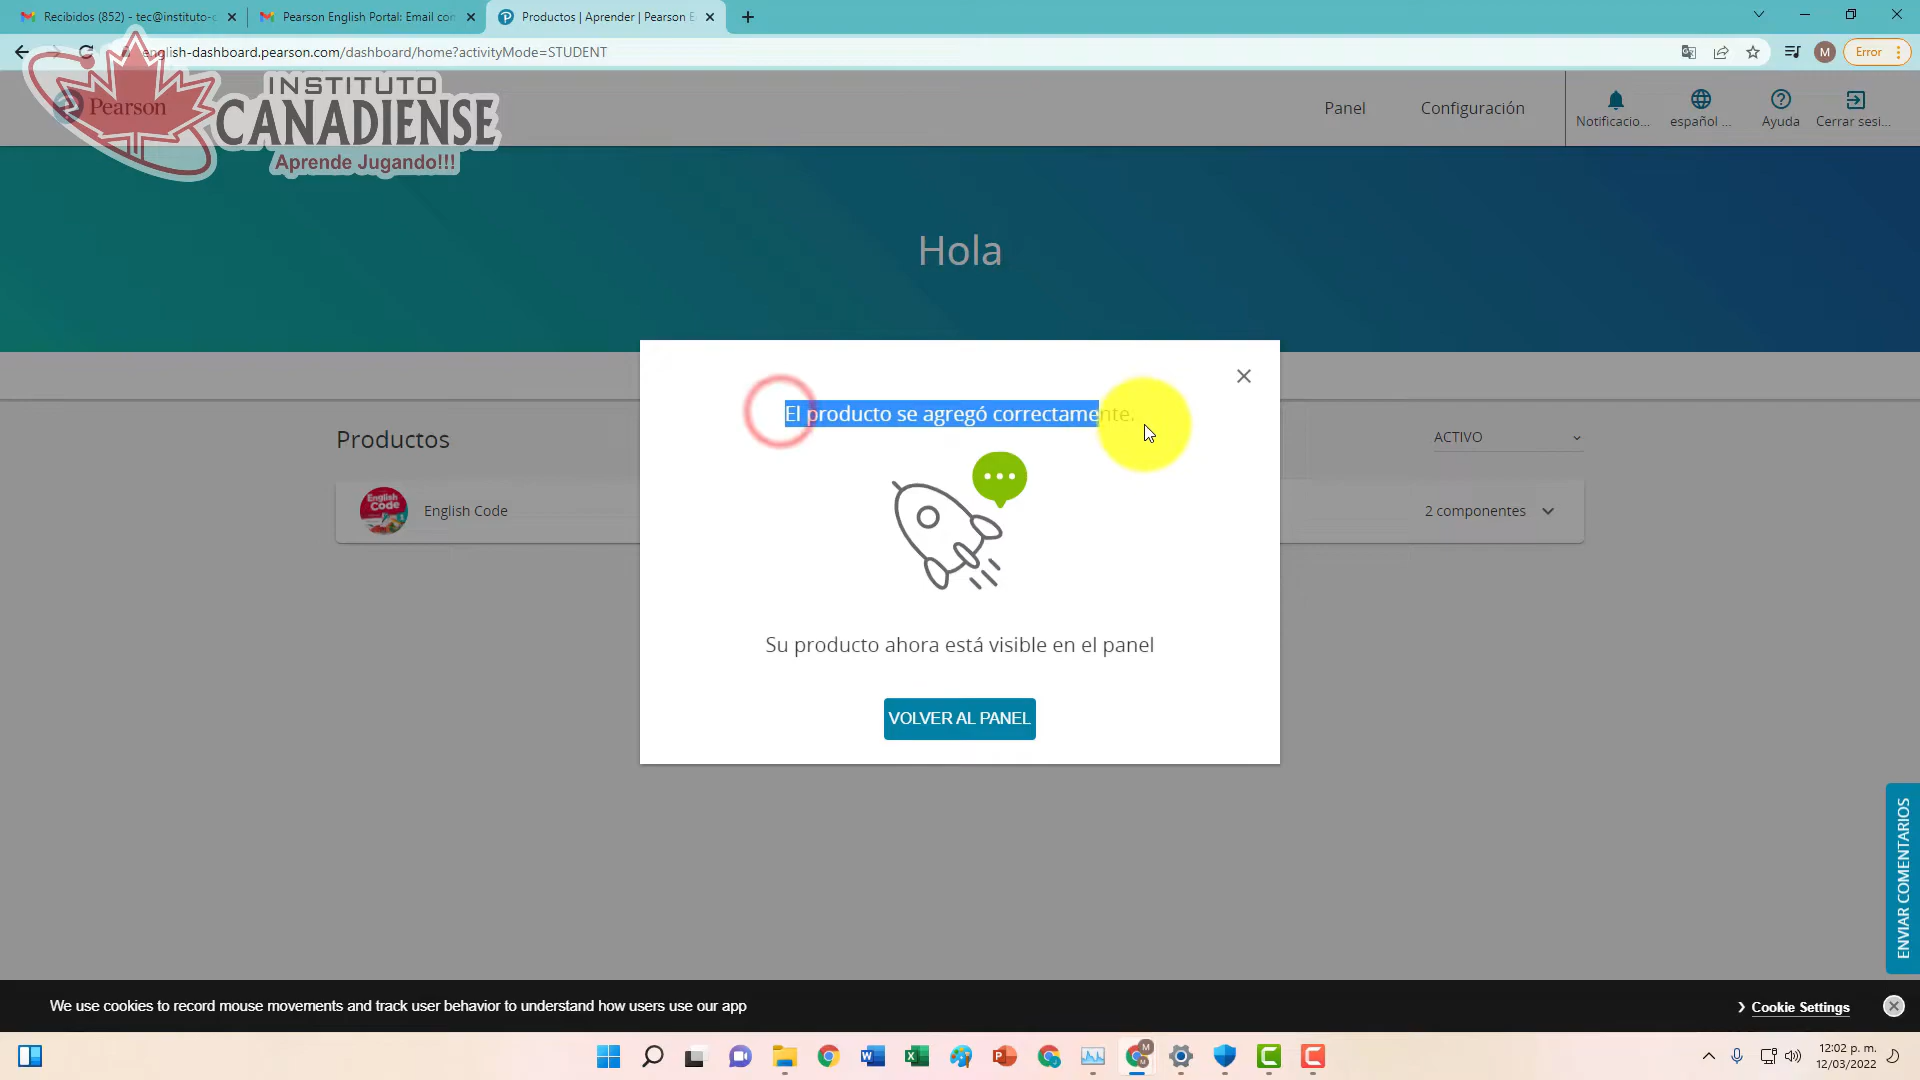 Recibidos (852) - tec@instituto-c
Pearson English Portal: Email con
Productos | Aprender | Pearson E
english-dashboard.pearson.com/dashboard/home?activityMode=STUDENT
Error
Pearson
INSTITUTO
CANADIENSE
Aprende Jugando!!!
Panel
Configuración
Notificacio...
español ...
Ayuda
Cerrar sesi...
Hola
El producto se agregó correctamente.
Productos
ACTIVO
English Code
English Code
2 componentes
Su producto ahora está visible en el panel
VOLVER AL PANEL
ENVIAR COMENTARIOS
We use cookies to record mouse movements and track user behavior to understand how users use our app
Cookie Settings
12:02 p. m.
12/03/2022